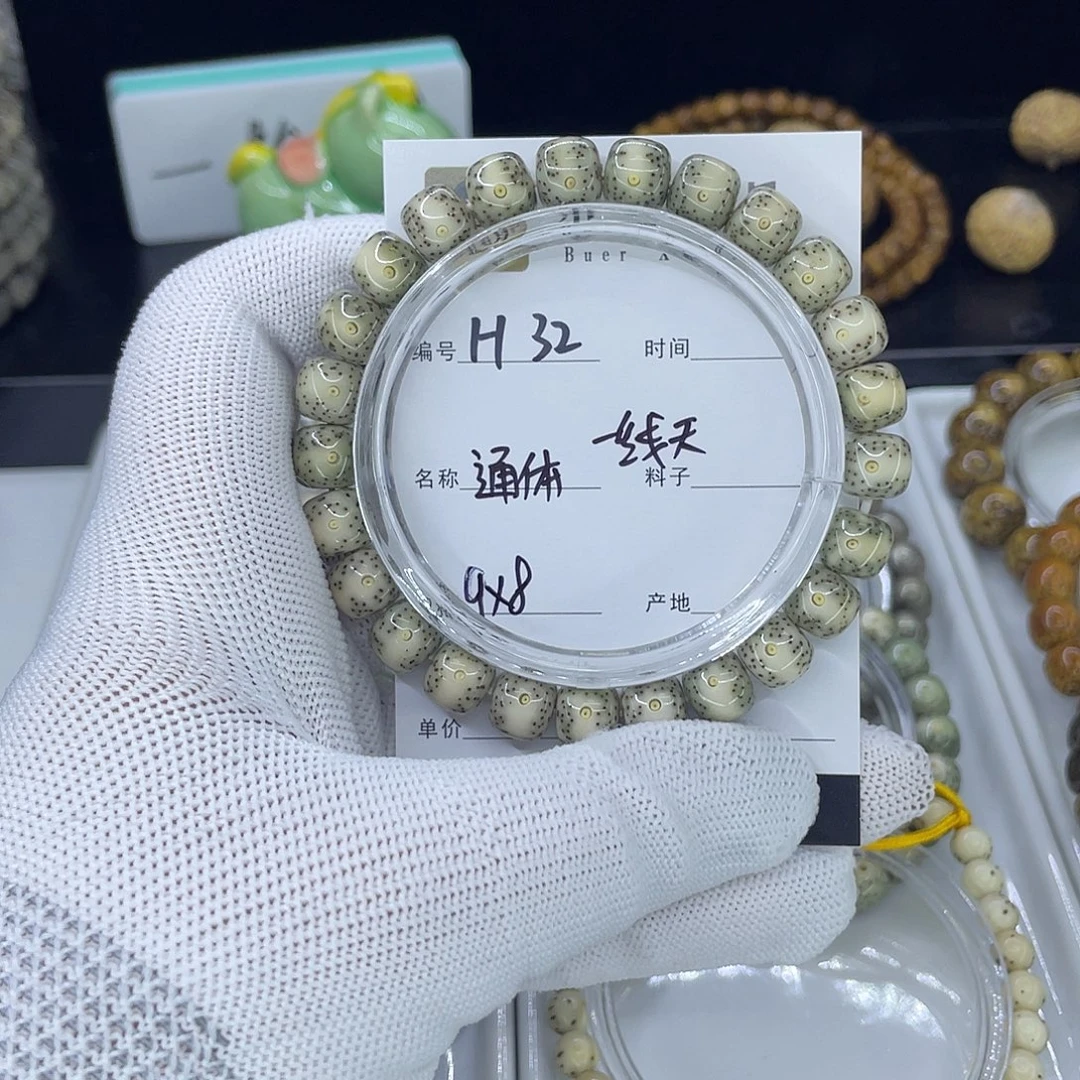 Buer
编号 H 32 时间
名称 通体 一线天 料子
9X8 产地
单价